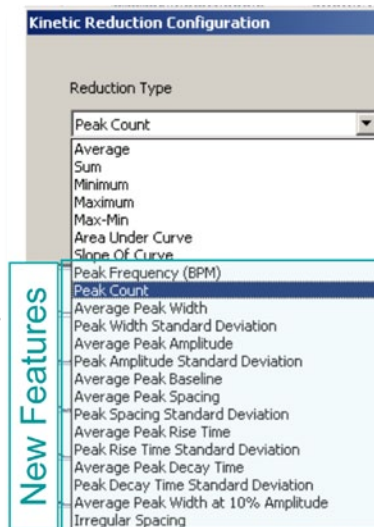 Kinetic Reduction Configuration
Reduction Type
Peak Count
Average
Sum
Minimum
Maximum
Max-Min
Area Under Curve
Slope Of Curve
Peak Frequency (BPM)
Peak Count
Average Peak Width
Peak Width Standard Deviation
Average Peak Amplitude
Peak Amplitude Standard Deviation
Average Peak Baseline
Average Peak Spacing
Peak Spacing Standard Deviation
Average Peak Rise Time
Peak Rise Time Standard Deviation
Average Peak Decay Time
Peak Decay Time Standard Deviation
Average Peak Width at 10% Amplitude
Irregular Spacing
New Features